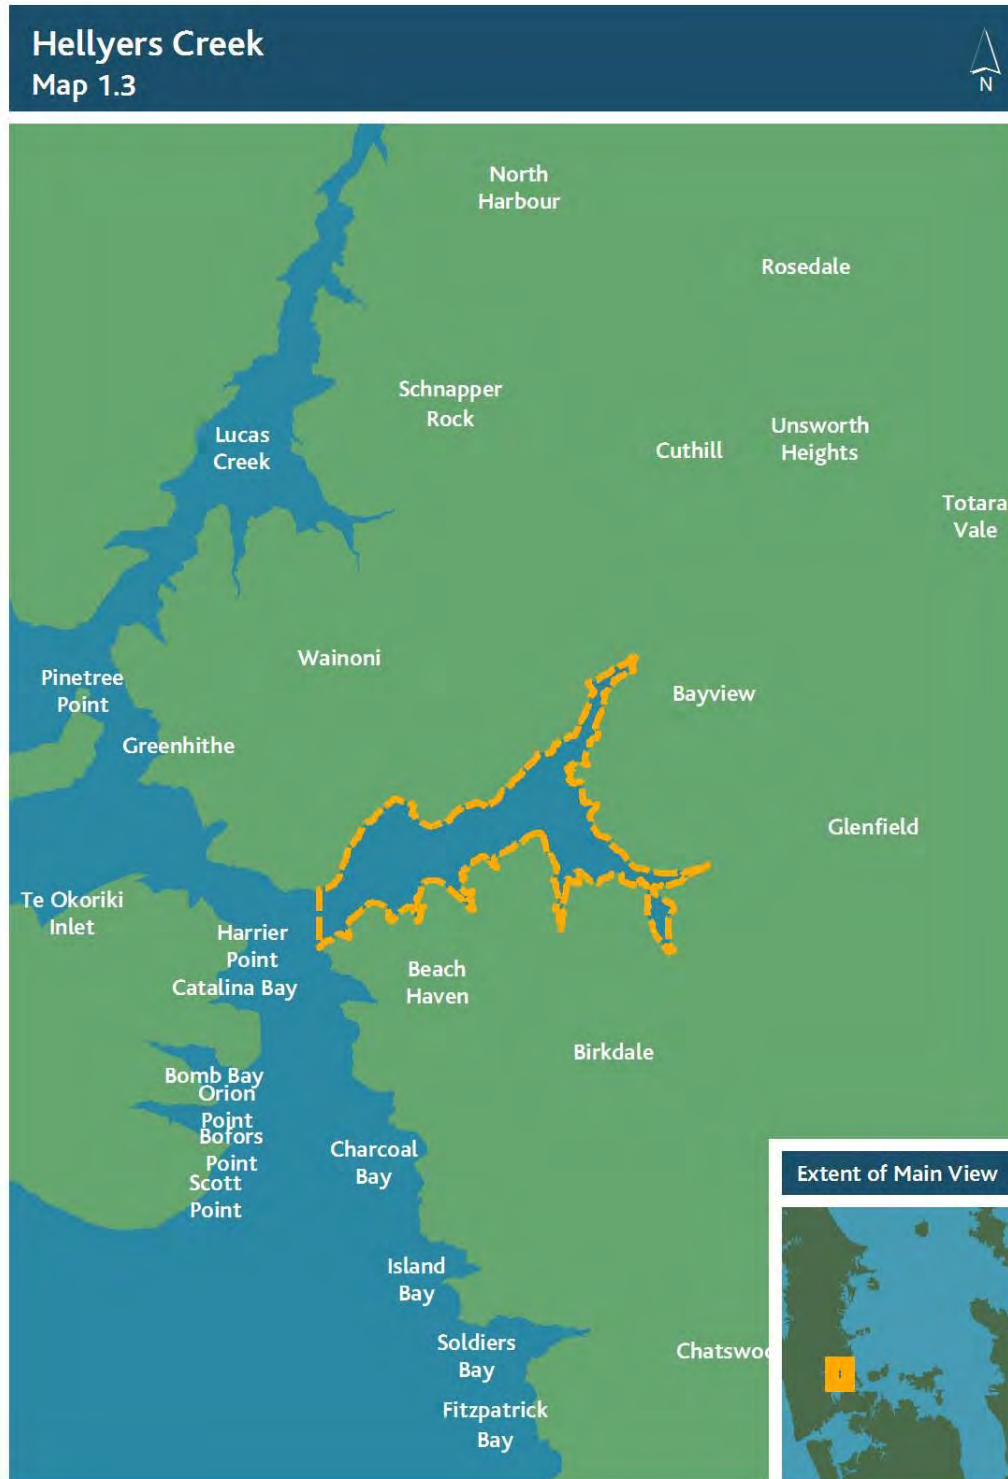 Hellyers Creek
Map 1.3
N
North
Harbour
Rosedale
Schnapper
Rock
Unsworth
Heights
Cuthill
Lucas
Creek
Totara
Vale
Wainoni
Pinetree
Point
Bayview
Greenhithe
Glenfield
Te Okoriki
Inlet
Harrier
Point
Catalina Bay
Beach
Haven
Birkdale
Bomb Bay
Orion
Point
Bofors
Point
Scott
Point
Charcoal
Bay
Extent of Main View
Island
Bay
Soldiers
Bay
Chatswoo
Fitzpatrick
Bay